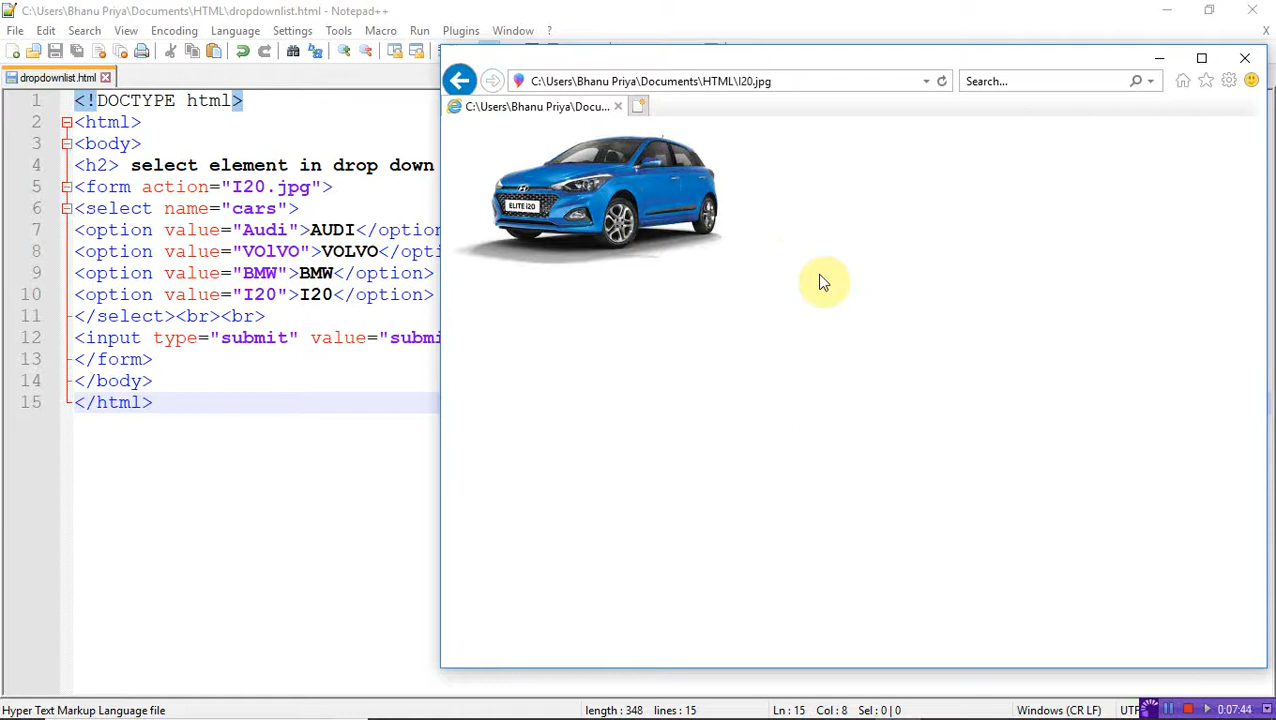 C:\Users\Bhanu Priya\Documents\HTML\dropdownlist.html - Notepad++
File Edit Search View Encoding Language Settings Tools Macro Run Plugins Window ? X
dropdownlist.html
1 <!DOCTYPE html>
2 <html>
3 <body>
4 <h2> select element in drop down
5 <form action="I20.jpg">
6 <select name="cars">
7 <option value="Audi">AUDI</option
8 <option value="VOlVO">VOLVO</opti
9 <option value="BMW">BMW</option>
10 <option value="I20">I20</option>
11 </select><br><br>
12 <input type="submit" value="submi
13 </form>
14 </body>
15 </html>
C:\Users\Bhanu Priya\Documents\HTML\I20.jpg
Search...
C:\Users\Bhanu Priya\Docu...
ELITE i20
Hyper Text Markup Language file length : 348 lines : 15 Ln : 15 Col : 8 Sel : 0 | 0 Windows (CR LF) UTF 0:07:44